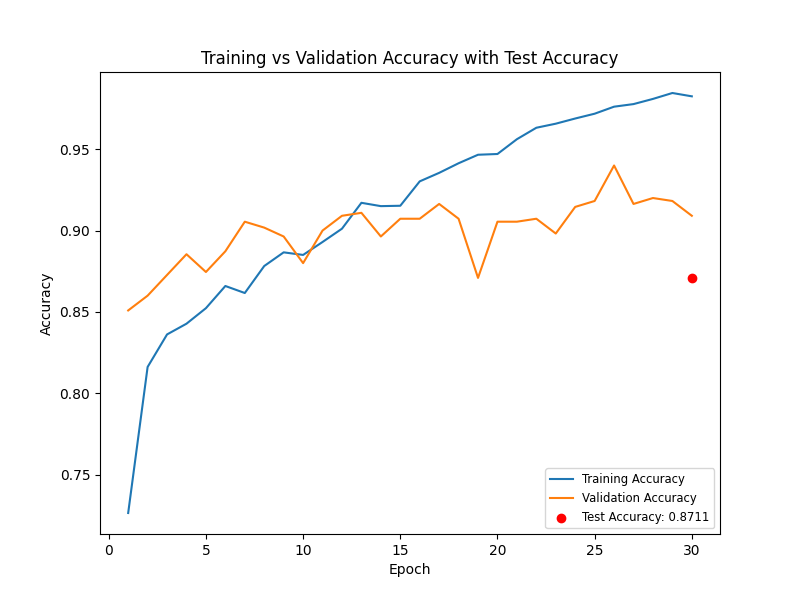 Training vs Validation Accuracy with Test Accuracy
Accuracy
0.95
0.90
0.85
0.80
0.75
0
5
10
15
20
25
30
Epoch
Training Accuracy
Validation Accuracy
Test Accuracy: 0.8711